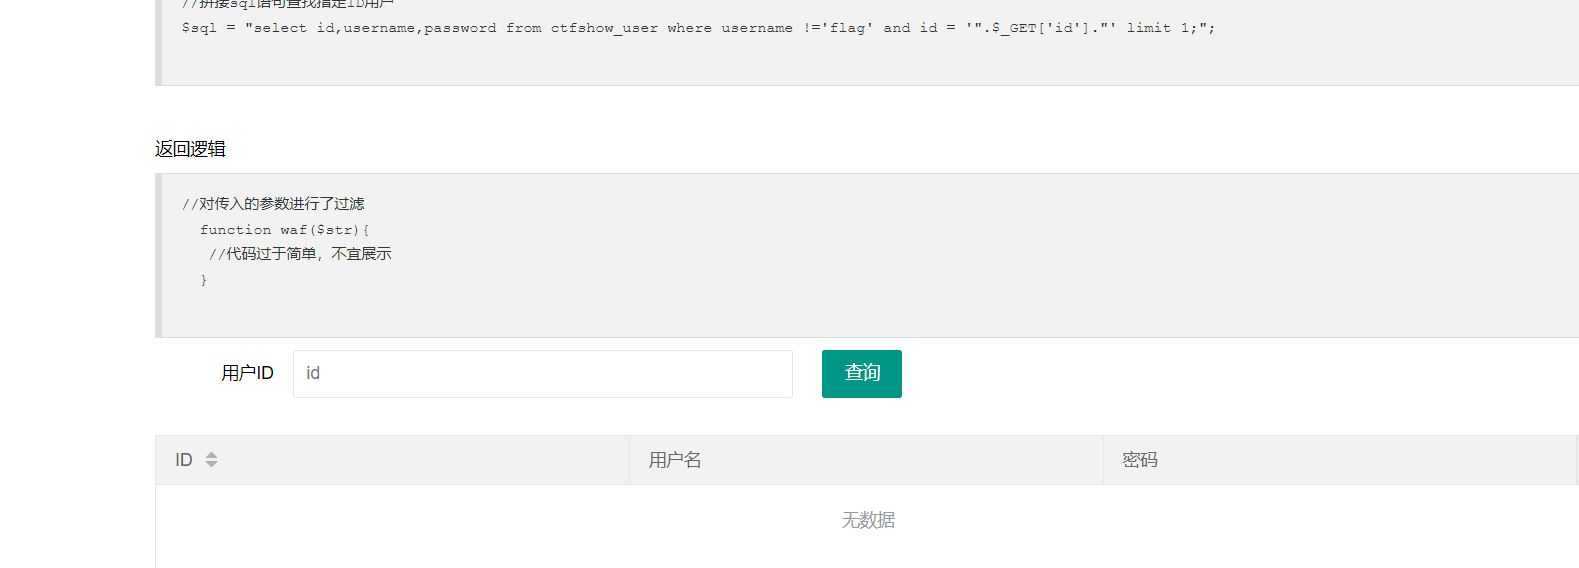 //拼接sql语句查找指定ID用户
$sql = "select id,username,password from ctfshow_user where username !='flag' and id = '".$_GET['id']."' limit 1;";
返回逻辑
//对传入的参数进行了过滤
function waf($str){
//代码过于简单，不宜展示
}
用户ID id 查询
ID 用户名 密码
无数据